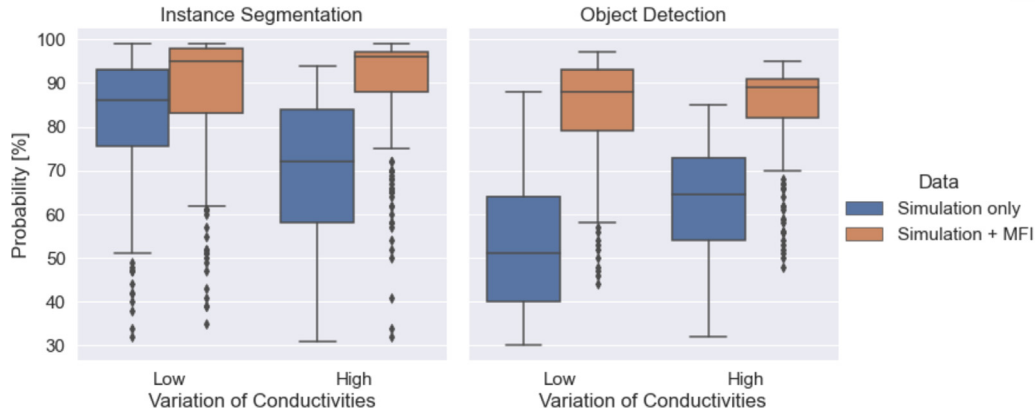 Instance Segmentation
Object Detection
Probability [%]
100
90
80
70
60
50
40
30
Low
High
Low
High
Variation of Conductivities
Variation of Conductivities
Data
Simulation only
Simulation + MFI